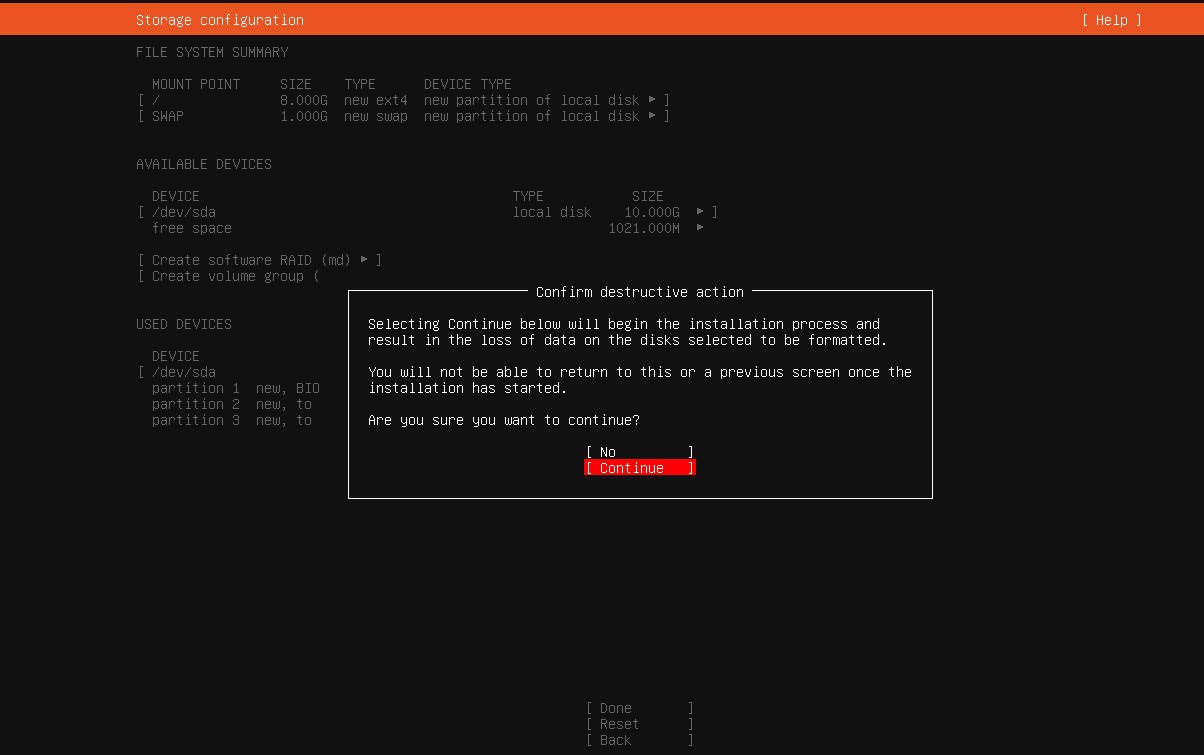 Storage configuration [ Help ]
FILE SYSTEM SUMMARY
MOUNT POINT SIZE TYPE DEVICE TYPE
[ / 8.000G new ext4 new partition of local disk ▸ ]
[ SWAP 1.000G new swap new partition of local disk ▸ ]
AVAILABLE DEVICES
DEVICE TYPE SIZE
[ /dev/sda local disk 10.000G ▸ ]
free space 1021.000M ▸
[ Create software RAID (md) ▸ ]
[ Create volume group (
Confirm destructive action
Selecting Continue below will begin the installation process and
result in the loss of data on the disks selected to be formatted.
You will not be able to return to this or a previous screen once the
installation has started.
Are you sure you want to continue?
[ No ]
[ Continue ]
USED DEVICES
DEVICE
[ /dev/sda
partition 1 new, BIO
partition 2 new, to
partition 3 new, to
[ Done ]
[ Reset ]
[ Back ]